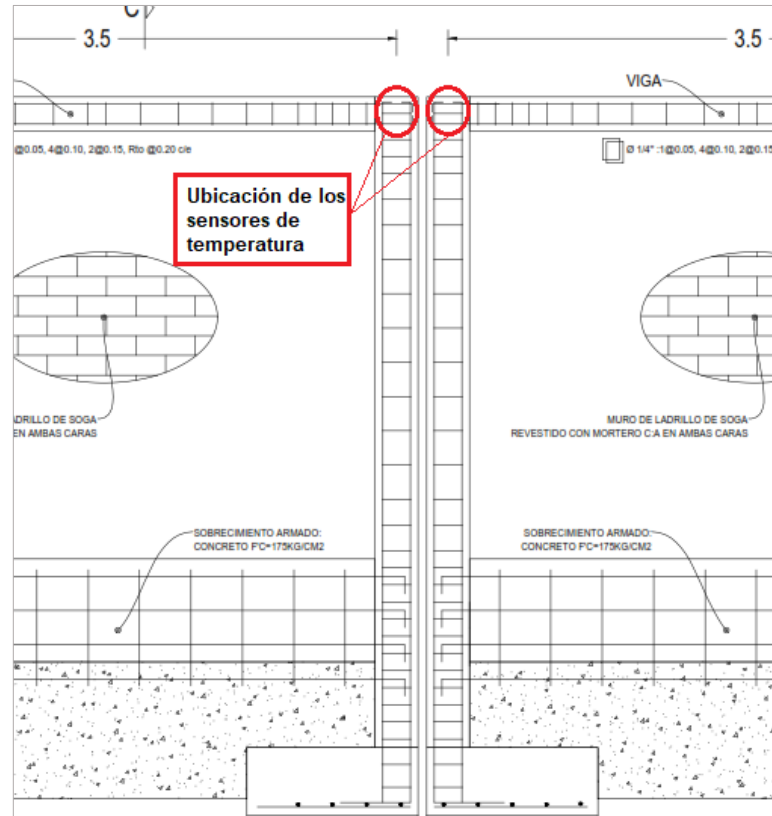 C
3.5
3.5
VIGA
@0.05, 4@0.10, 2@0.15, Rto @0.20 c/e
Ø 1/4" :1@0.05, 4@0.10, 2@0.15
Ubicación de los
sensores de
temperatura
ADRILLO DE SOGA
EN AMBAS CARAS
MURO DE LADRILLO DE SOGA
REVESTIDO CON MORTERO C:A EN AMBAS CARAS
SOBRECIMIENTO ARMADO:
CONCRETO F'C=175KG/CM2
SOBRECIMIENTO ARMADO:
CONCRETO F'C=175KG/CM2